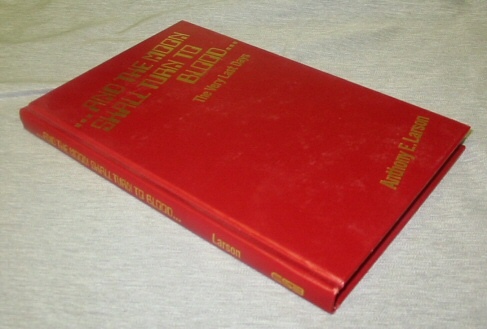 ...AND THE MOON
SHALL TURN TO
BLOOD...
The Very Last Days
Anthony E. Larson
THE MOON SHALL TURN TO BLOOD...
Larson